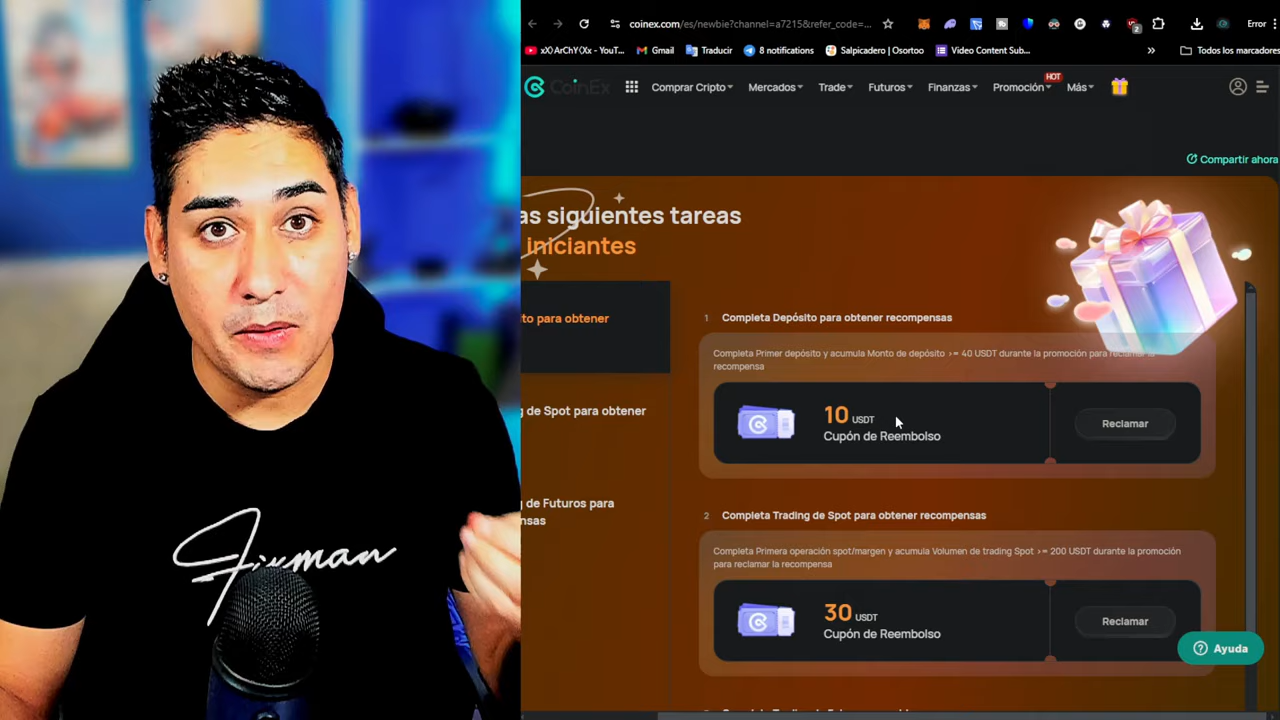 coinex.com/es/newbie?channel=a7215&refer_code=...
Error
xX) ArChY (Xx - YouT...
Gmail
Traducir
8 notifications
Salpicadero | Osortoo
Video Content Sub...
»
Todos los marcadores
CoinEx
Comprar Cripto
Mercados
Trade
Futuros
Finanzas
Promoción
HOT
Más
Compartir ahora
as siguientes tareas
iniciantes
to para obtener
g de Spot para obtener
g de Futuros para
nsas
1 Completa Depósito para obtener recompensas
Completa Primer depósito y acumula Monto de depósito >= 40 USDT durante la promoción para reclamar la
recompensa
10 USDT
Cupón de Reembolso
Reclamar
2 Completa Trading de Spot para obtener recompensas
Completa Primera operación spot/margen y acumula Volumen de trading Spot >= 200 USDT durante la promoción
para reclamar la recompensa
30 USDT
Cupón de Reembolso
Reclamar
Ayuda
Fixman